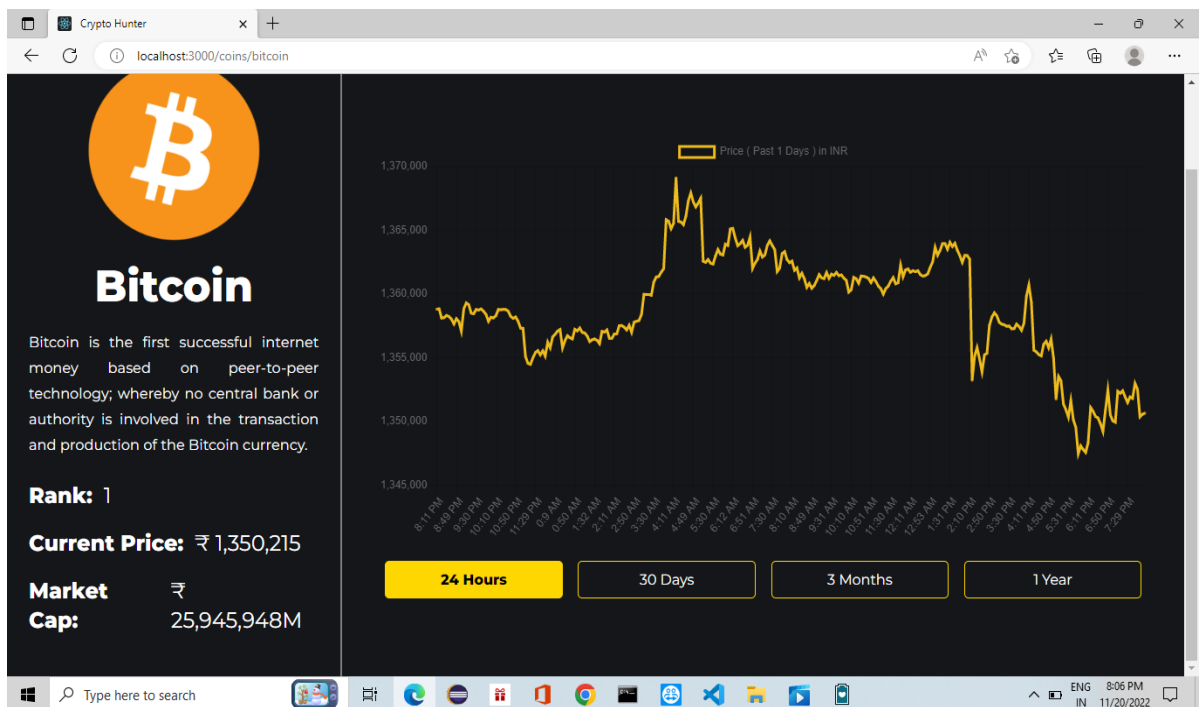 Crypto Hunter
localhost:3000/coins/bitcoin
Bitcoin
Bitcoin is the first successful internet
money based on peer-to-peer
technology; whereby no central bank or
authority is involved in the transaction
and production of the Bitcoin currency.
Rank: 1
Current Price: ₹ 1,350,215
Market Cap: ₹ 25,945,948M
Price ( Past 1 Days ) in INR
1,370,000
1,365,000
1,360,000
1,355,000
1,350,000
1,345,000
8:11 PM 8:49 PM 9:30 PM 10:10 PM 10:50 PM 11:29 PM 0:9 AM 0:50 AM 1:32 AM 2:11 AM 2:50 AM 3:30 AM 4:11 AM 4:49 AM 5:30 AM 6:12 AM 6:51 AM 7:30 AM 8:10 AM 8:49 AM 9:31 AM 10:10 AM 10:51 AM 11:30 AM 12:11 AM 12:53 AM 1:31 PM 2:10 PM 2:50 PM 3:30 PM 4:11 PM 4:50 PM 5:31 PM 6:11 PM 6:50 PM 7:29 PM
24 Hours 30 Days 3 Months 1 Year
Type here to search
ENG 8:06 PM
IN 11/20/2022